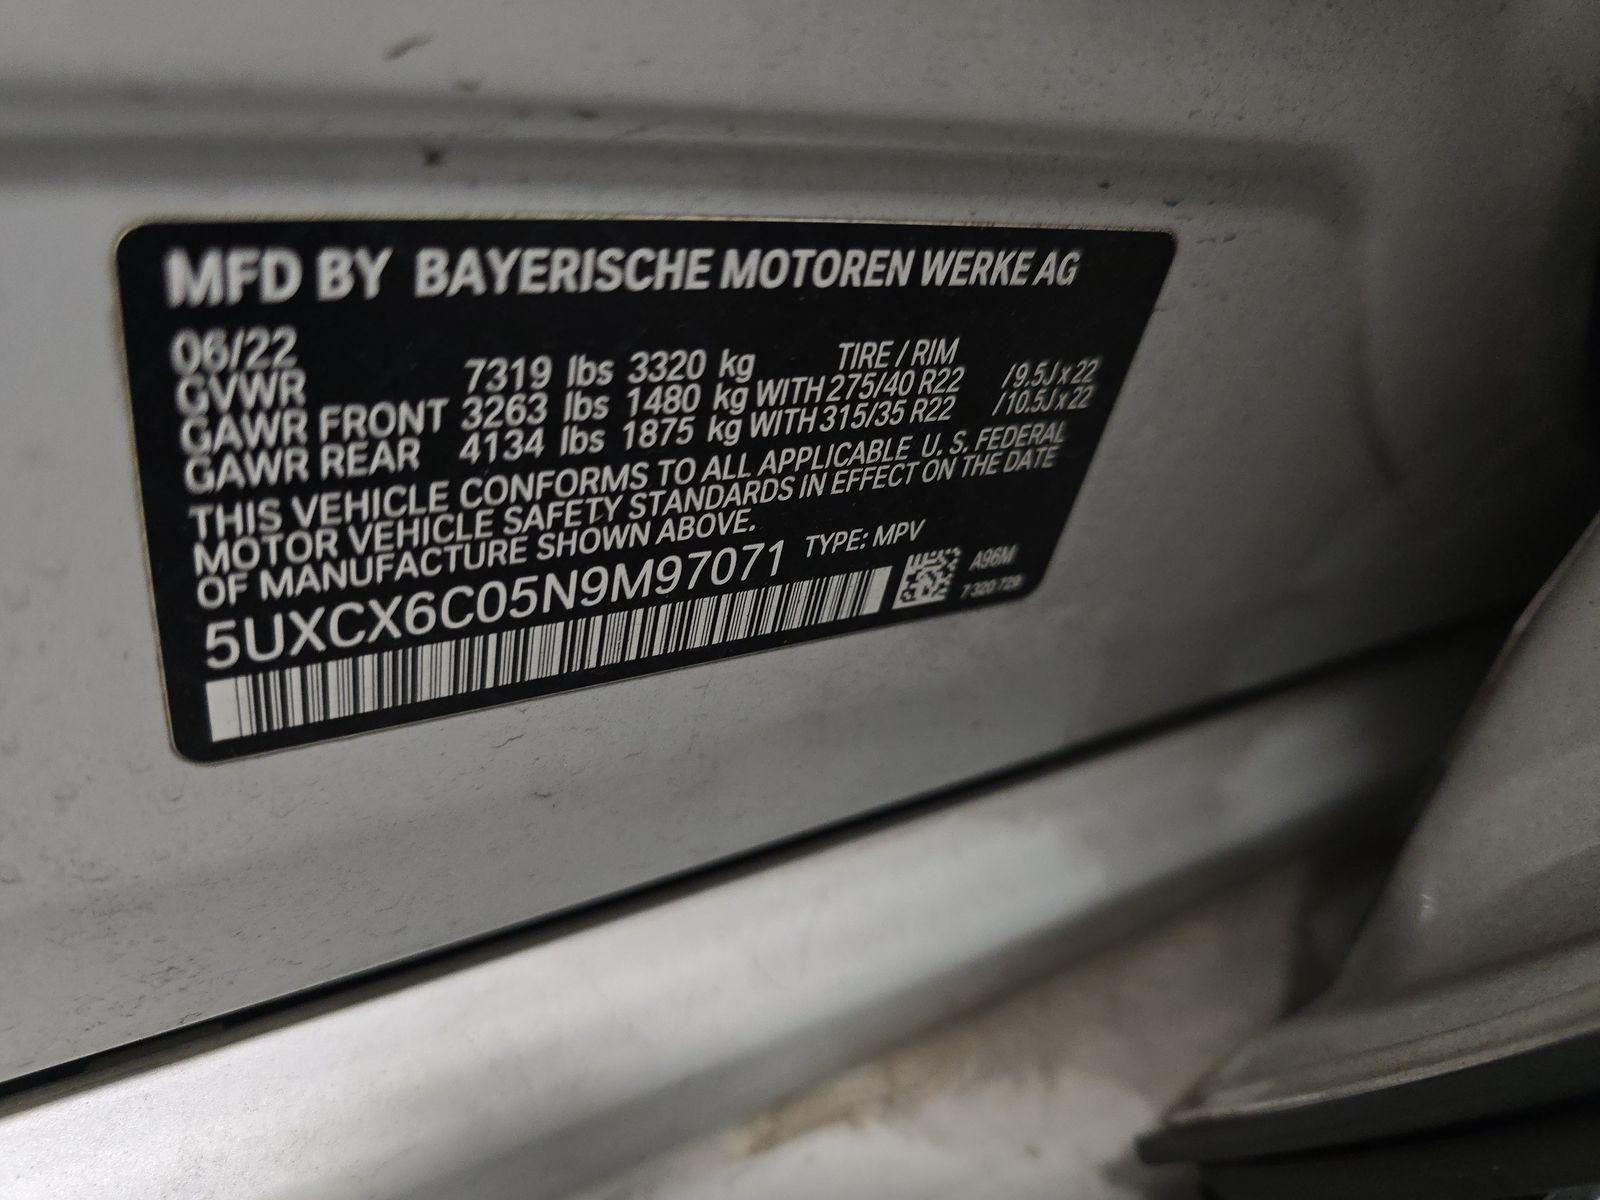 MFD BY BAYERISCHE MOTOREN WERKE AG
06/22 TIRE / RIM
GVWR 7319 lbs 3320 kg
GAWR FRONT 3263 lbs 1480 kg WITH 275/40 R22 /9.5J x 22
GAWR REAR 4134 lbs 1875 kg WITH 315/35 R22 /10.5J x 22
THIS VEHICLE CONFORMS TO ALL APPLICABLE U. S. FEDERAL
MOTOR VEHICLE SAFETY STANDARDS IN EFFECT ON THE DATE
OF MANUFACTURE SHOWN ABOVE.
5UXCX6C05N9M97071 TYPE: MPV
A96M
7 320 729